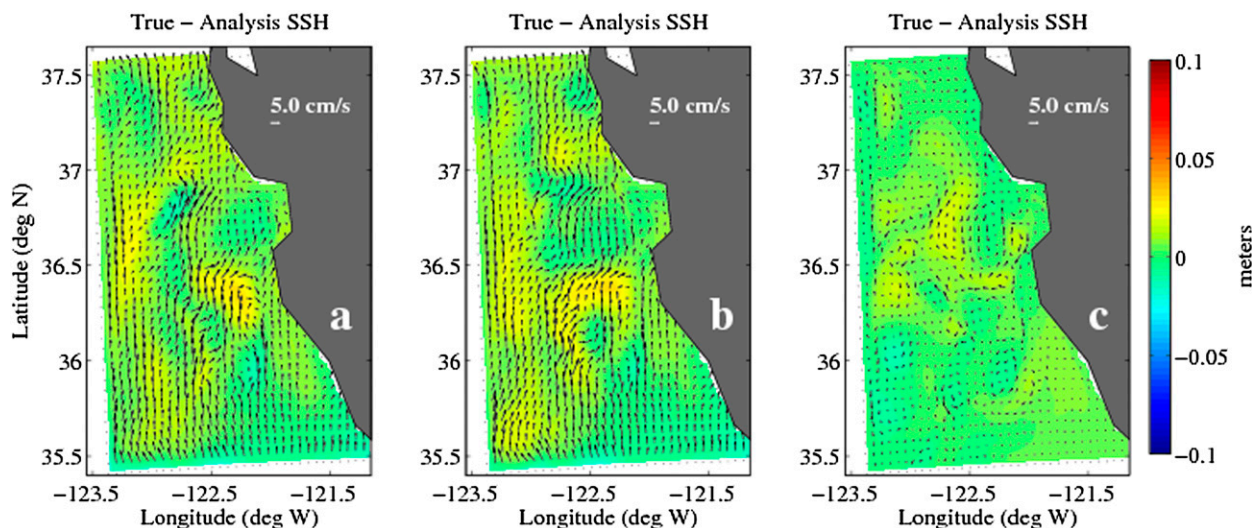 True − Analysis SSH
True − Analysis SSH
True − Analysis SSH
37.5
37
36.5
36
35.5
Latitude (deg N)
5.0 cm/s
a
−123.5
−122.5
−121.5
Longitude (deg W)
37.5
37
36.5
36
35.5
5.0 cm/s
b
−123.5
−122.5
−121.5
Longitude (deg W)
37.5
37
36.5
36
35.5
5.0 cm/s
c
−123.5
−122.5
−121.5
Longitude (deg W)
0.1
0.05
0
−0.05
−0.1
meters